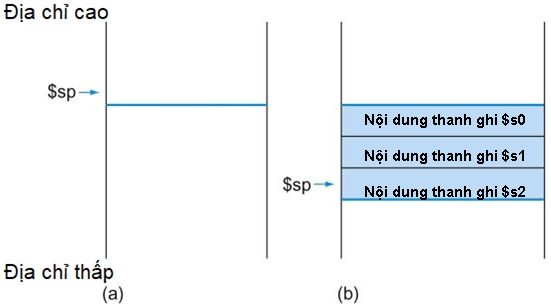 Địa chỉ cao
$sp
Nội dung thanh ghi $s0
Nội dung thanh ghi $s1
$sp
Nội dung thanh ghi $s2
Địa chỉ thấp
(a)
(b)